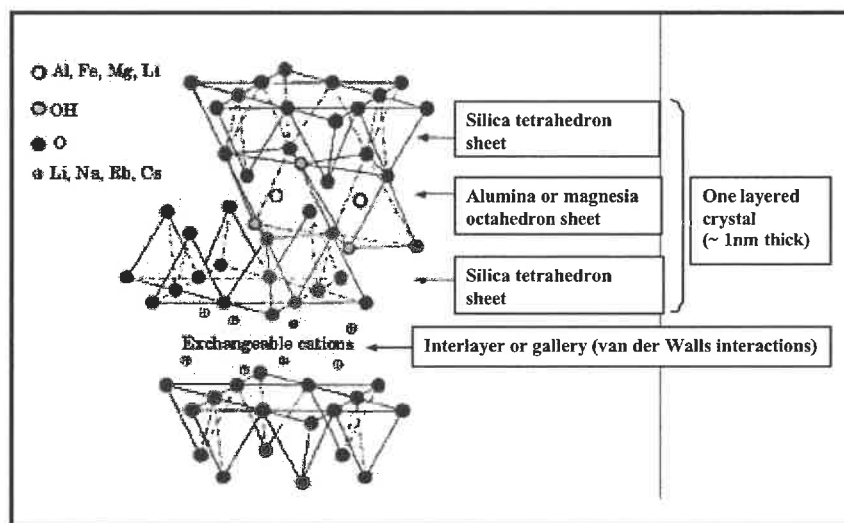 Al, Fe, Mg, Li
OH
O
Li, Na, Rb, Cs
Silica tetrahedron
sheet
Alumina or magnesia
octahedron sheet
Silica tetrahedron
sheet
One layered
crystal
(~ 1nm thick)
Exchangeable cations
Interlayer or gallery (van der Walls interactions)